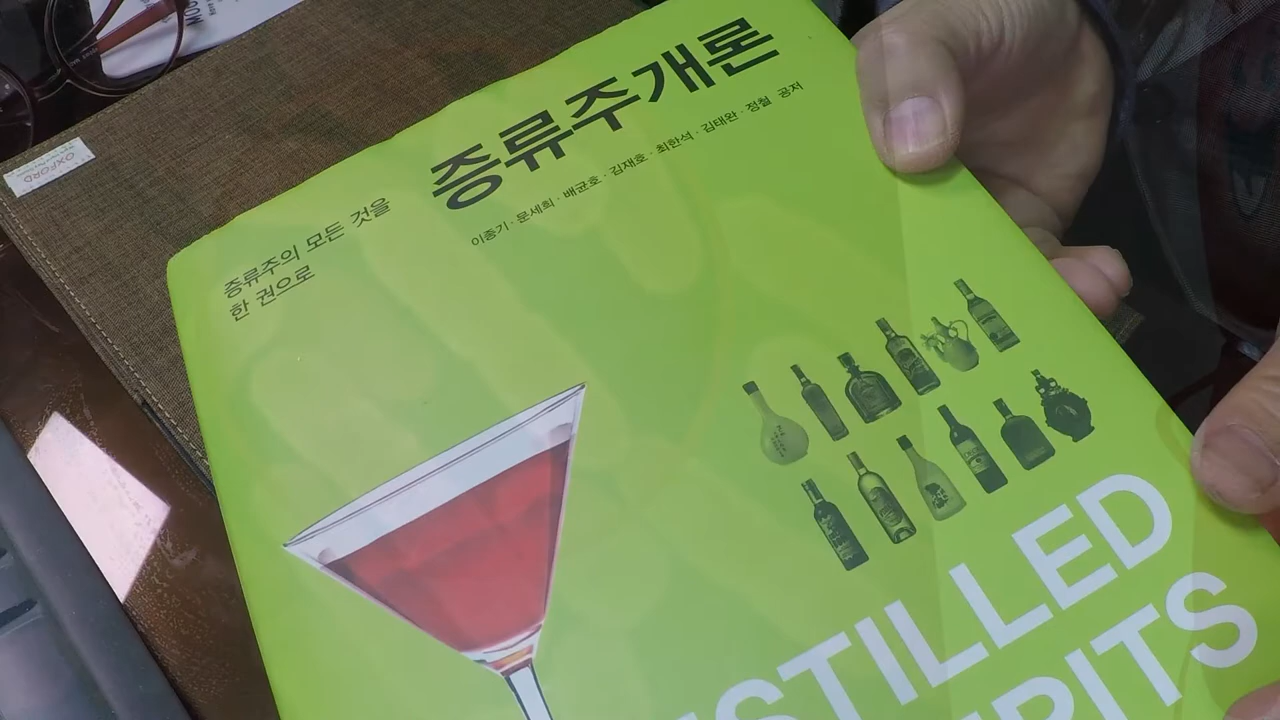 증류주개론
이종기 · 문세희 · 배균호 · 김재호 · 최한석 · 김태완 · 정철 공저
증류주의 모든 것을
한 권으로
STILLED
RITS
OXFORD